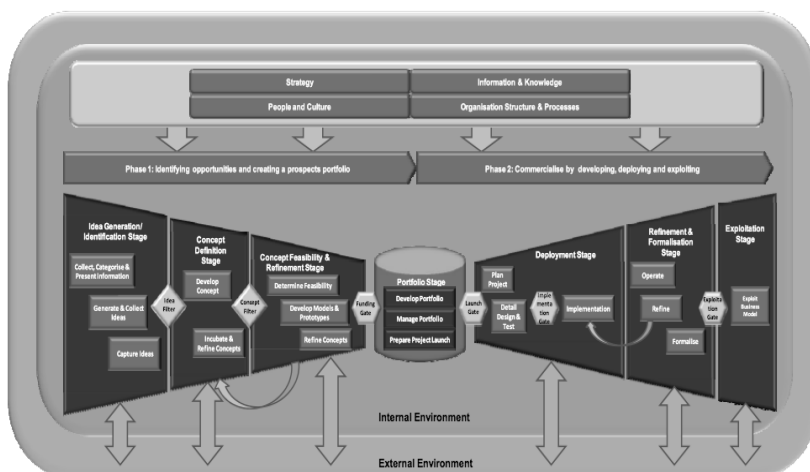 Strategy
Information & Knowledge
People and Culture
Organisation Structure & Processes
Phase 1: Identifying opportunities and creating a prospects portfolio
Phase 2: Commercialise by developing, deploying and exploiting
Idea Generation/
Identification Stage
Collect, Categorise &
Present Information
Generate & Collect
Ideas
Capture Ideas
Idea
Filter
Concept
Definition
Stage
Develop
Concept
Incubate &
Refine Concepts
Concept
Filter
Concept Feasibility &
Refinement Stage
Determine Feasibility
Develop Models &
Prototypes
Refine Concepts
Funding
Gate
Portfolio Stage
Develop Portfolio
Manage Portfolio
Prepare Project Launch
Launch
Gate
Deployment Stage
Plan
Project
Detail
Design &
Test
Impleme
nta
tion
Gate
Implementation
Refinement &
Formalisation Stage
Operate
Refine
Formalise
Exploita
tion
Gate
Exploitation
Stage
Exploit
Business
Model
Internal Environment
External Environment